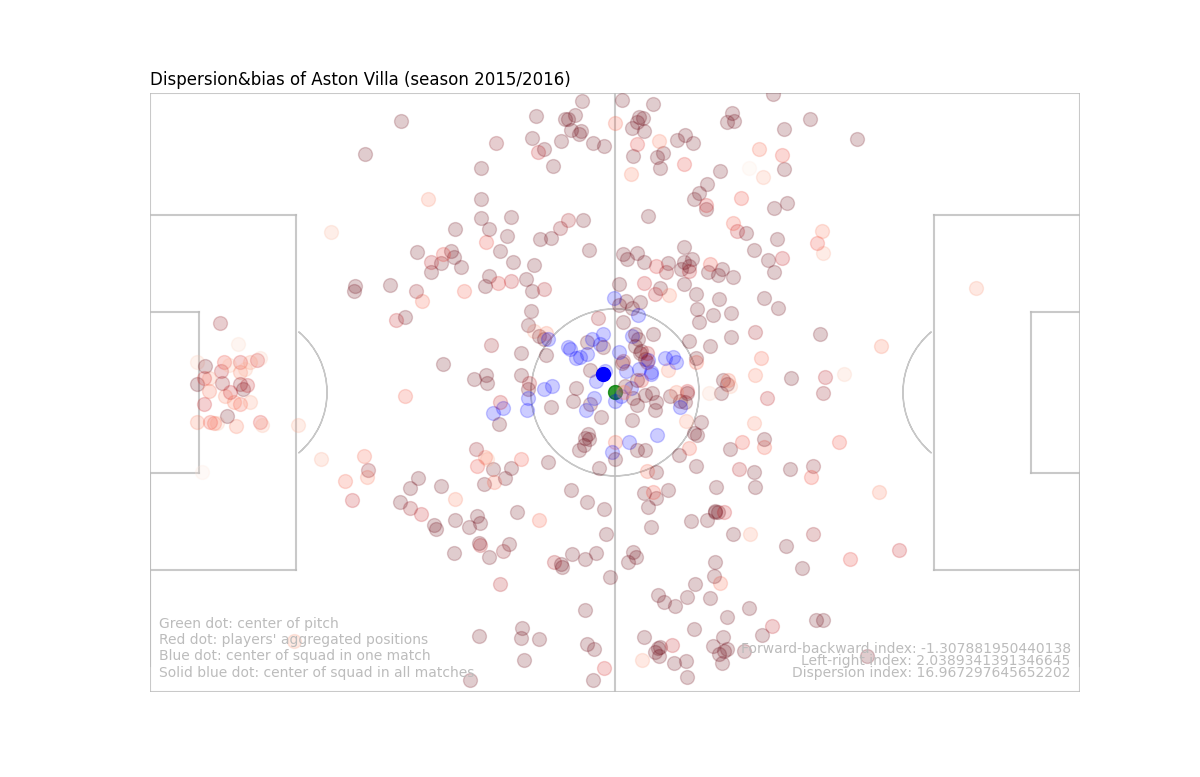 Dispersion&bias of Aston Villa (season 2015/2016)
Green dot: center of pitch
Red dot: players' aggregated positions
Blue dot: center of squad in one match
Solid blue dot: center of squad in all matches
Forward-backward index: -1.307881950440138
Left-right index: 2.0389341391346645
Dispersion index: 16.967297645652202